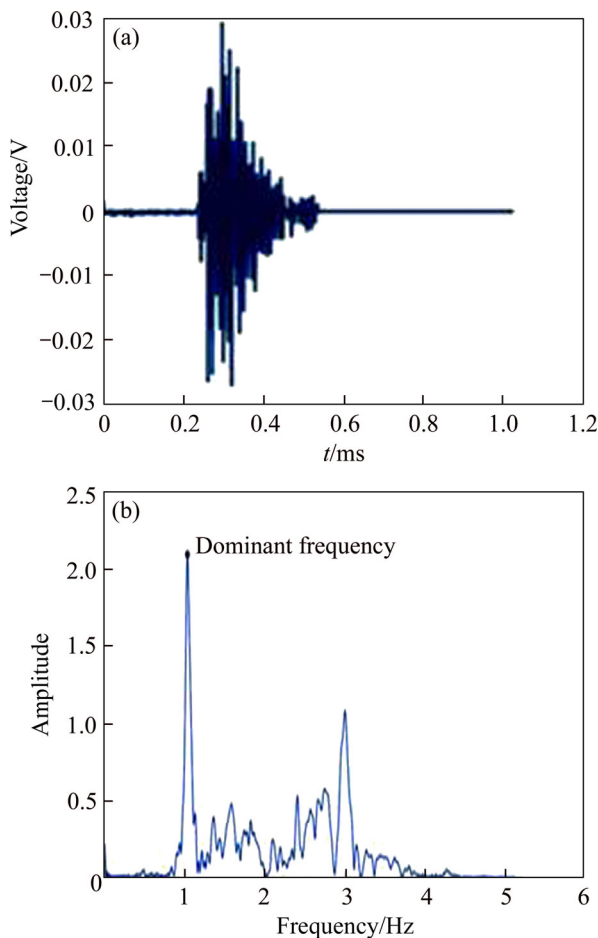 (a)
0.03
0.02
0.01
0
−0.01
−0.02
−0.03
Voltage/V
0 0.2 0.4 0.6 0.8 1.0 1.2
t/ms
(b)
2.5
Dominant frequency
2.0
1.5
1.0
0.5
0
Amplitude
1 2 3 4 5 6
Frequency/Hz